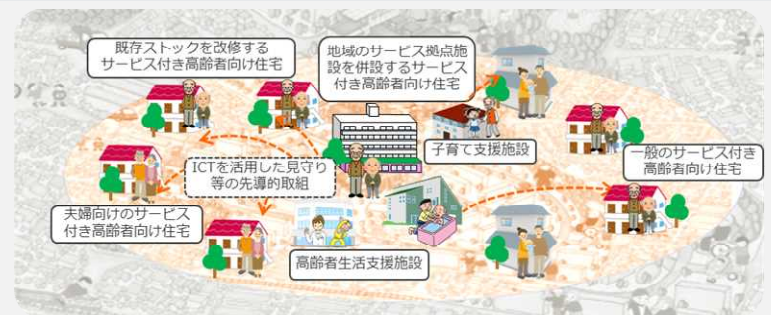 既存ストックを改修する
サービス付き高齢者向け住宅
地域のサービス拠点施
設を併設するサービス
付き高齢者向け住宅
子育て支援施設
一般のサービス付き
高齢者向け住宅
ICTを活用した見守り
等の先導的取組
夫婦向けのサービス
付き高齢者向け住宅
高齢者生活支援施設